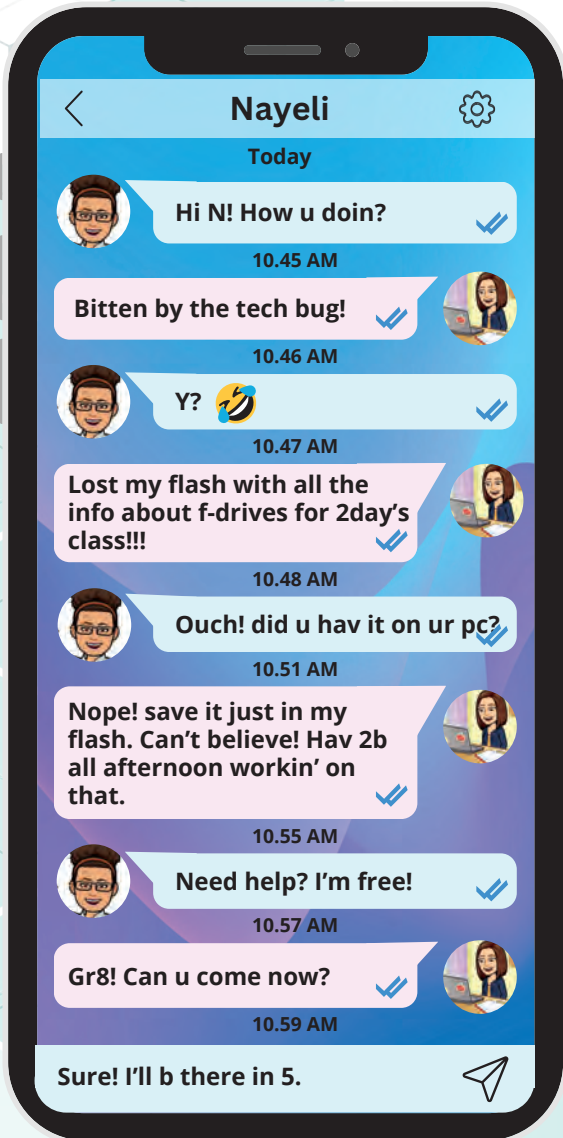 Nayeli
Today
Hi N! How u doin?
10.45 AM
Bitten by the tech bug!
10.46 AM
Y?
10.47 AM
Lost my flash with all the
info about f-drives for 2day's
class!!!
10.48 AM
Ouch! did u hav it on ur pc?
10.51 AM
Nope! save it just in my
flash. Can't believe! Hav 2b
all afternoon workin' on
that.
10.55 AM
Need help? I'm free!
10.57 AM
Gr8! Can u come now?
10.59 AM
Sure! I'll b there in 5.